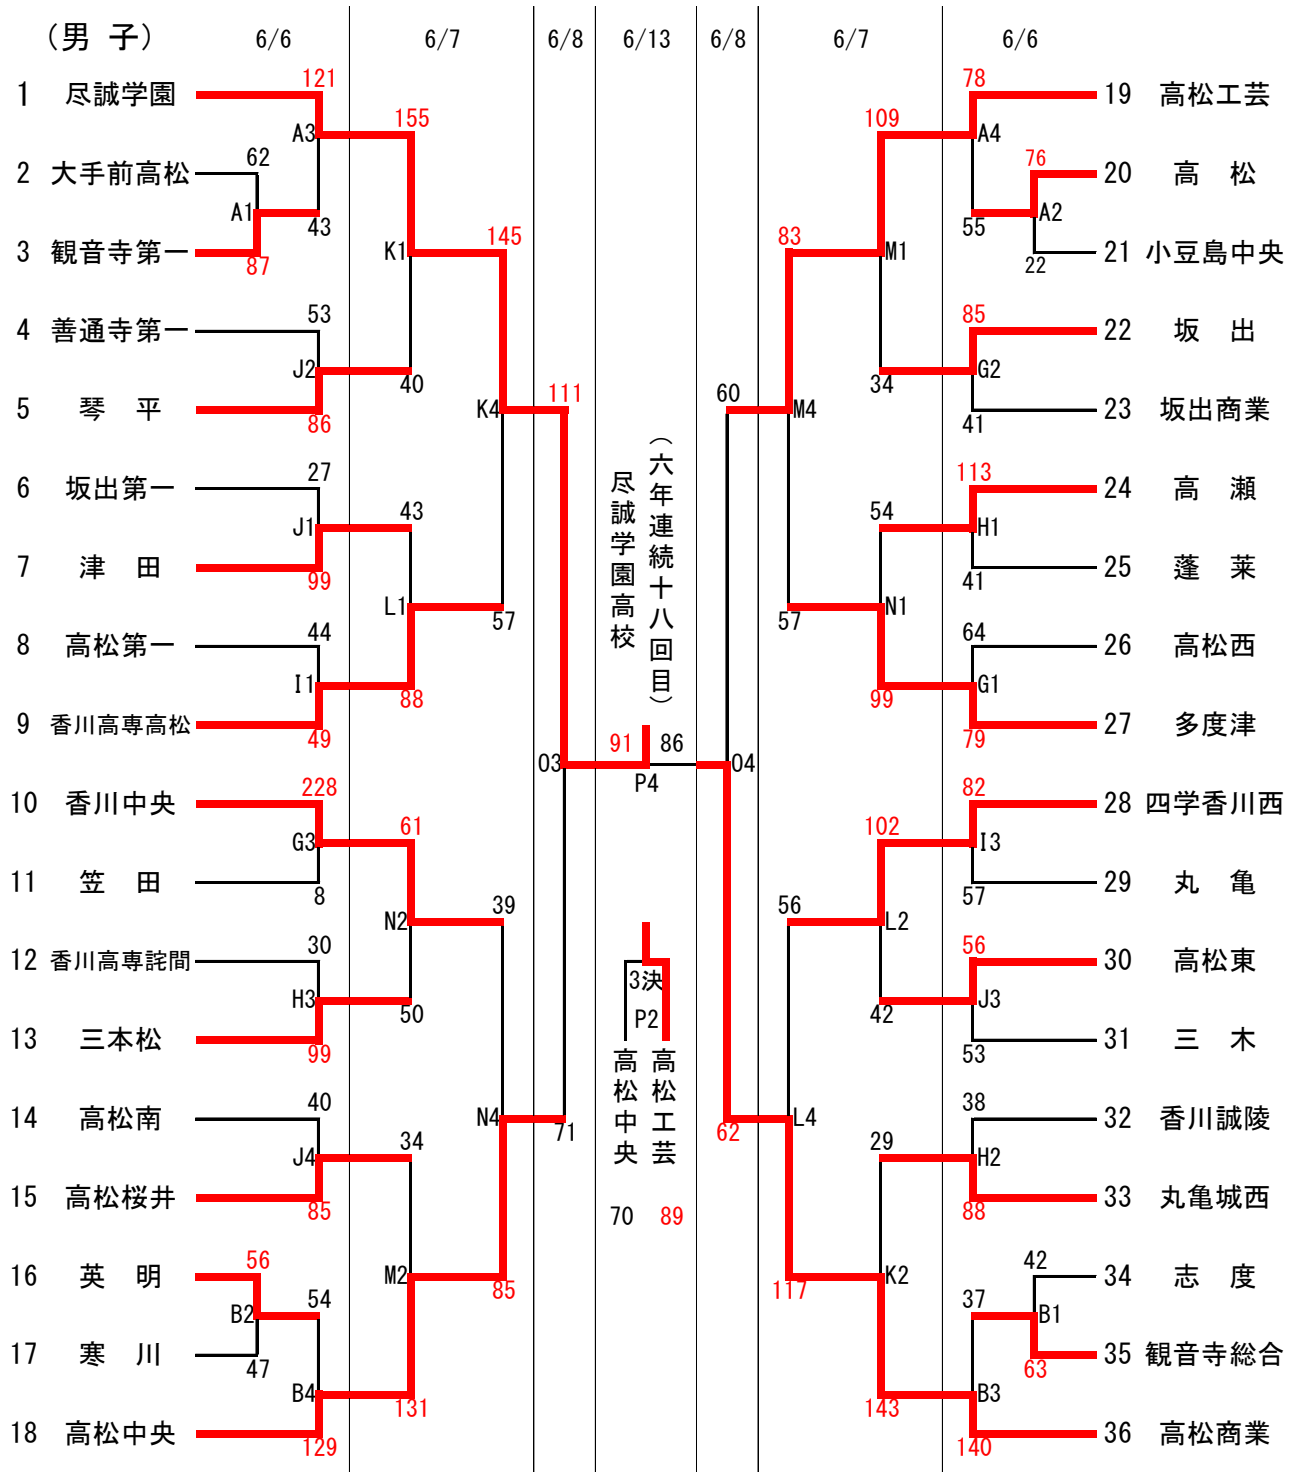 (男 子)
6/6
6/7
6/8
6/13
6/8
6/7
6/6
1 尽誠学園
121
A3
2 大手前高松
62
A1
43
3 観音寺第一
87
155
K1
4 善通寺第一
53
J2
40
5 琴 平
86
145
K4
6 坂出第一
27
J1
43
7 津 田
99
L1
57
8 高松第一
44
I1
88
9 香川高専高松
49
111
O3
10 香川中央
228
G3
61
11 笠 田
8
N2
39
12 香川高専詫間
30
H3
50
13 三本松
99
N4
71
14 高松南
40
J4
34
15 高松桜井
85
16 英 明
56
B2
54
M2
85
17 寒 川
47
B4
131
18 高松中央
129
尽誠学園高校
(六年連続十八回目)
91
86
P4
3決
P2
高松中央
高松工芸
70
89
78
19 高松工芸
109
A4
76
20 高 松
A2
55
21 小豆島中央
22
83
M1
85
22 坂 出
G2
34
23 坂出商業
41
60
M4
113
24 高 瀬
54
H1
25 蓬 莱
41
N1
57
64
26 高松西
G1
99
27 多度津
79
O4
82
28 四学香川西
102
I3
29 丸 亀
57
56
L2
56
30 高松東
J3
42
31 三 木
53
62
L4
38
32 香川誠陵
29
H2
33 丸亀城西
88
117
K2
42
34 志 度
37
B1
35 観音寺総合
63
B3
143
36 高松商業
140